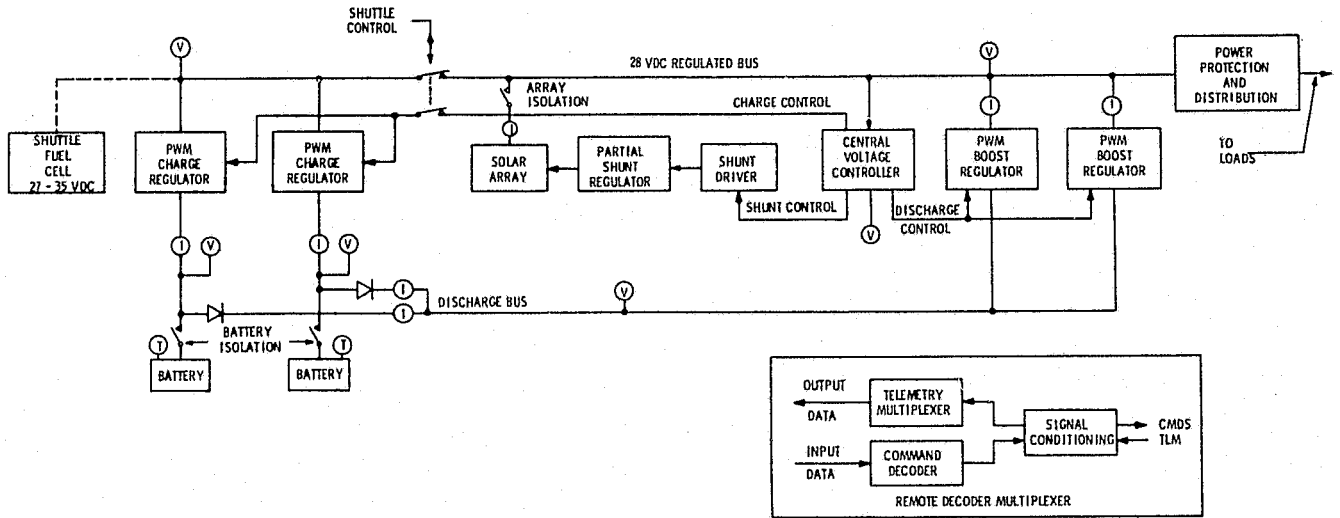 SHUTTLE
CONTROL
V
V
28 VDC REGULATED BUS
POWER
PROTECTION
AND
DISTRIBUTION
ARRAY
ISOLATION
CHARGE CONTROL
I
I
I
TO
LOADS
SHUTTLE
FUEL
CELL
27 - 35 VDC
PWM
CHARGE
REGULATOR
PWM
CHARGE
REGULATOR
SOLAR
ARRAY
PARTIAL
SHUNT
REGULATOR
SHUNT
DRIVER
CENTRAL
VOLTAGE
CONTROLLER
PWM
BOOST
REGULATOR
PWM
BOOST
REGULATOR
SHUNT CONTROL
DISCHARGE
CONTROL
V
I
V
I
V
I
I
DISCHARGE BUS
V
BATTERY
ISOLATION
T
T
BATTERY
BATTERY
OUTPUT
DATA
TELEMETRY
MULTIPLEXER
SIGNAL
CONDITIONING
CMDS
TLM
INPUT
DATA
COMMAND
DECODER
REMOTE DECODER MULTIPLEXER